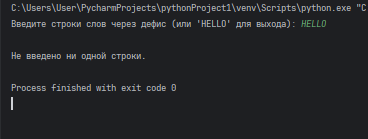 C:\Users\User\PycharmProjects\pythonProject1\venv\Scripts\python.exe "C
Введите строки слов через дефис (или 'HELLO' для выхода): HELLO
Не введено ни одной строки.
Process finished with exit code 0